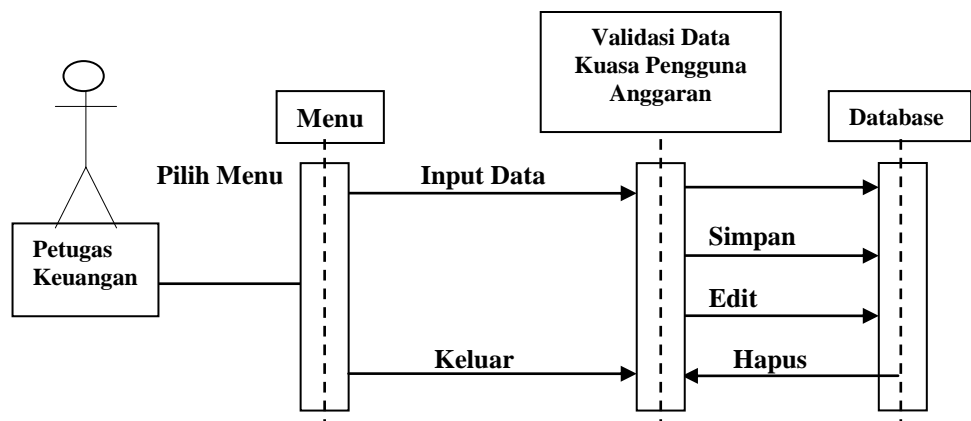 Validasi Data
Kuasa Pengguna
Anggaran
Menu
Database
Pilih Menu
Input Data
Simpan
Petugas
Keuangan
Edit
Keluar
Hapus